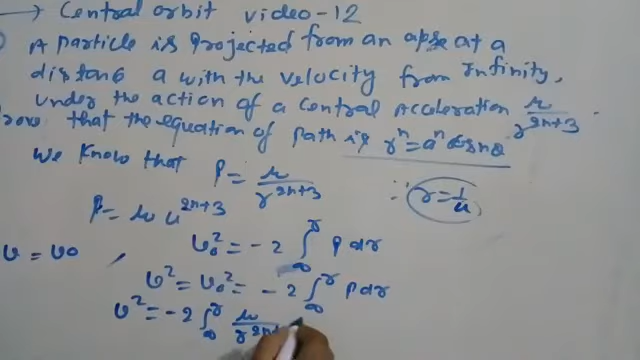 → Central orbit video-12
A particle is projected from an apse at a
distance a with the velocity from Infinity,
under the action of a Central Acceleration μ/r^{2n+3}.
Prove that the equation of path is r^n = a^n cos nθ
We know that
P = μ/r^{2n+3}
∵ r = 1/u
P = μ u^{2n+3}
v = v₀ , v₀² = -2 ∫_∞^r P dr
v² = v₀² = -2 ∫_∞^r P dr
v² = -2 ∫_∞^r μ/r^{2n+